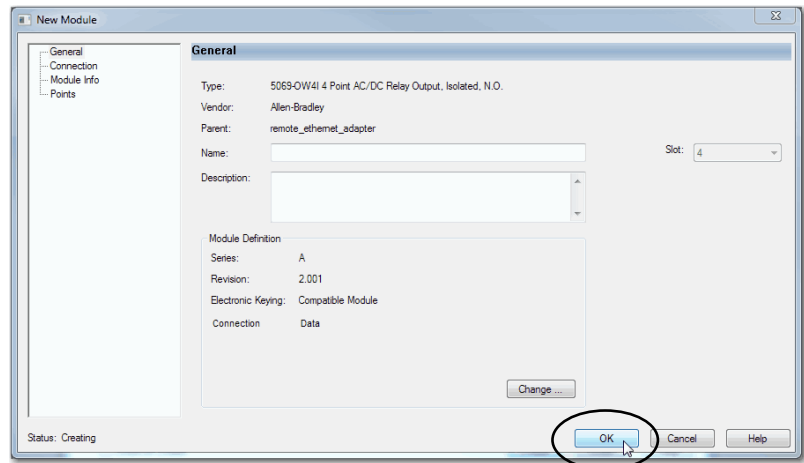 New Module
General
Connection
Module Info
Points
General
Type: 5069-OW4I 4 Point AC/DC Relay Output, Isolated, N.O.
Vendor: Allen-Bradley
Parent: remote_ethernet_adapter
Name:
Slot: 4
Description:
Module Definition
Series: A
Revision: 2.001
Electronic Keying: Compatible Module
Connection Data
Change ...
Status: Creating
OK Cancel Help